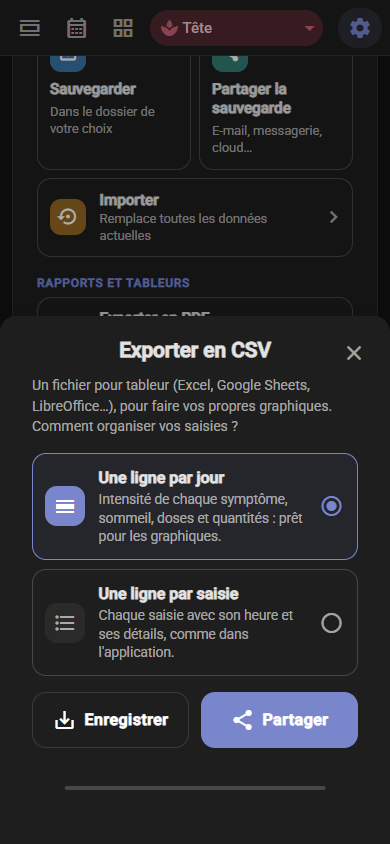 Tête
Sauvegarder
Dans le dossier de
votre choix
Partager la
sauvegarde
E-mail, messagerie,
cloud…
Importer
Remplace toutes les données
actuelles
RAPPORTS ET TABLEURS
Exporter en PDF
Exporter en CSV
Un fichier pour tableur (Excel, Google Sheets,
LibreOffice…), pour faire vos propres graphiques.
Comment organiser vos saisies ?
Une ligne par jour
Intensité de chaque symptôme,
sommeil, doses et quantités : prêt
pour les graphiques.
Une ligne par saisie
Chaque saisie avec son heure et
ses détails, comme dans
l'application.
Enregistrer
Partager